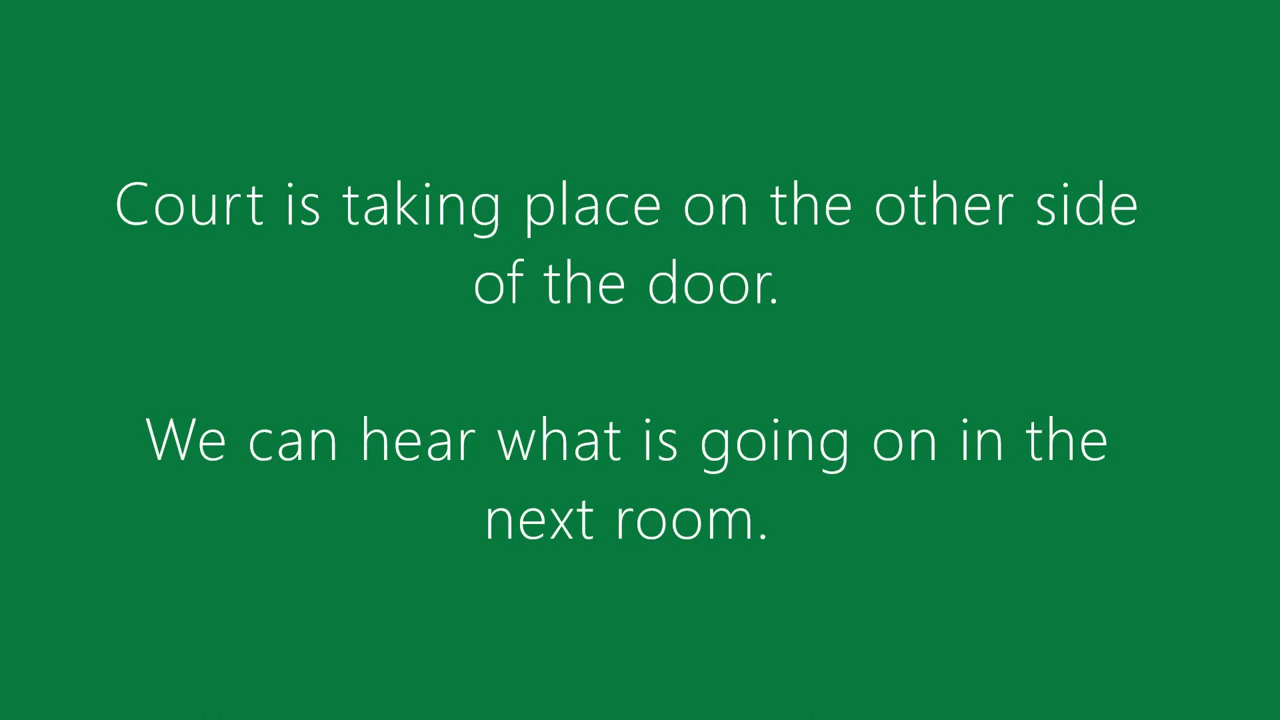 Court is taking place on the other side
of the door.
We can hear what is going on in the
next room.